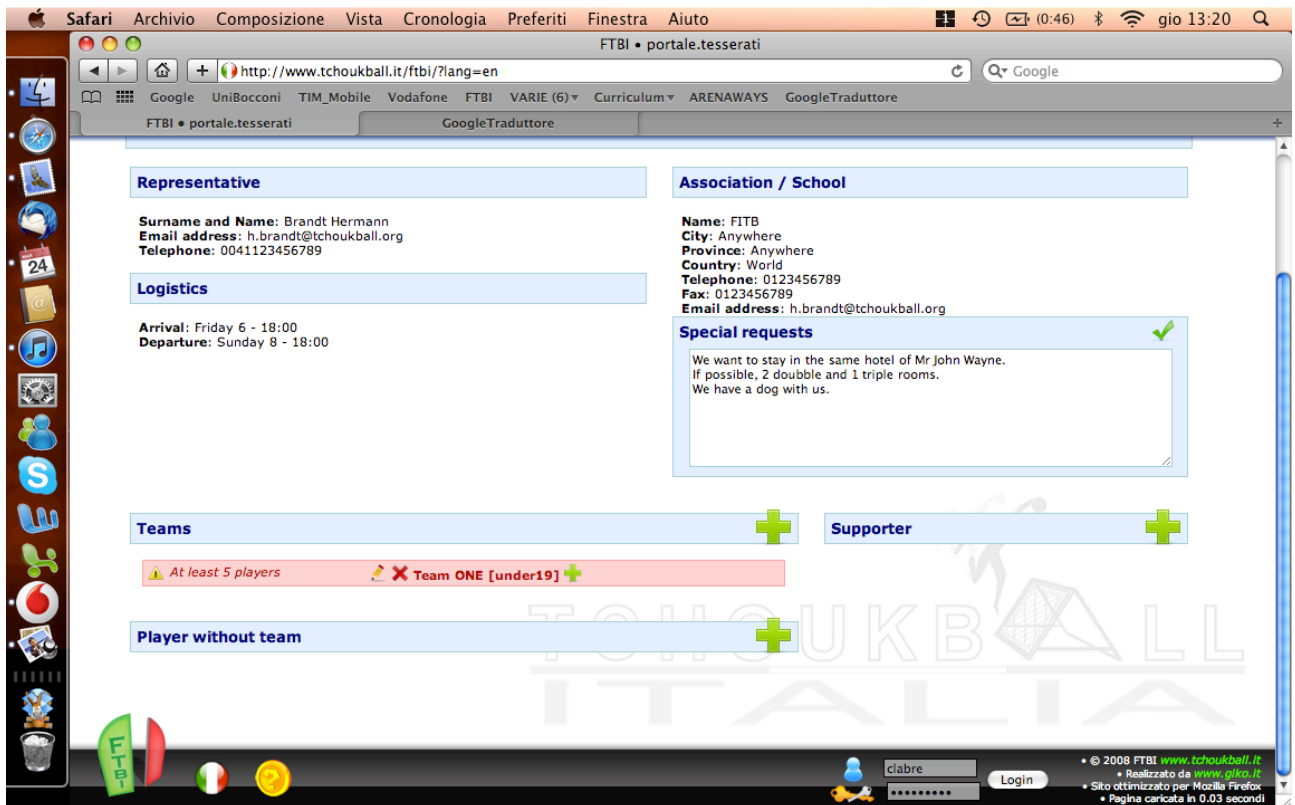 Safari Archivio Composizione Vista Cronologia Preferiti Finestra Aiuto 1 (0:46) gio 13:20
FTBI • portale.tesserati
http://www.tchoukball.it/ftbi/?lang=en
Google
Google UniBocconi TIM_Mobile Vodafone FTBI VARIE (6) Curriculum ARENAWAYS GoogleTraduttore
FTBI • portale.tesserati GoogleTraduttore
Representative
Surname and Name: Brandt Hermann
Email address: h.brandt@tchoukball.org
Telephone: 0041123456789
Logistics
Arrival: Friday 6 - 18:00
Departure: Sunday 8 - 18:00
Association / School
Name: FITB
City: Anywhere
Province: Anywhere
Country: World
Telephone: 0123456789
Fax: 0123456789
Email address: h.brandt@tchoukball.org
Special requests
We want to stay in the same hotel of Mr John Wayne.
If possible, 2 doubble and 1 triple rooms.
We have a dog with us.
Teams
Supporter
At least 5 players Team ONE [under19]
Player without team
TCHOUKBALL
ITALIA
24
FTBI
clabre
•••••••••
Login
• © 2008 FTBI www.tchoukball.it
• Realizzato da www.giko.it
• Sito ottimizzato per Mozilla Firefox
• Pagina caricata in 0.03 secondi